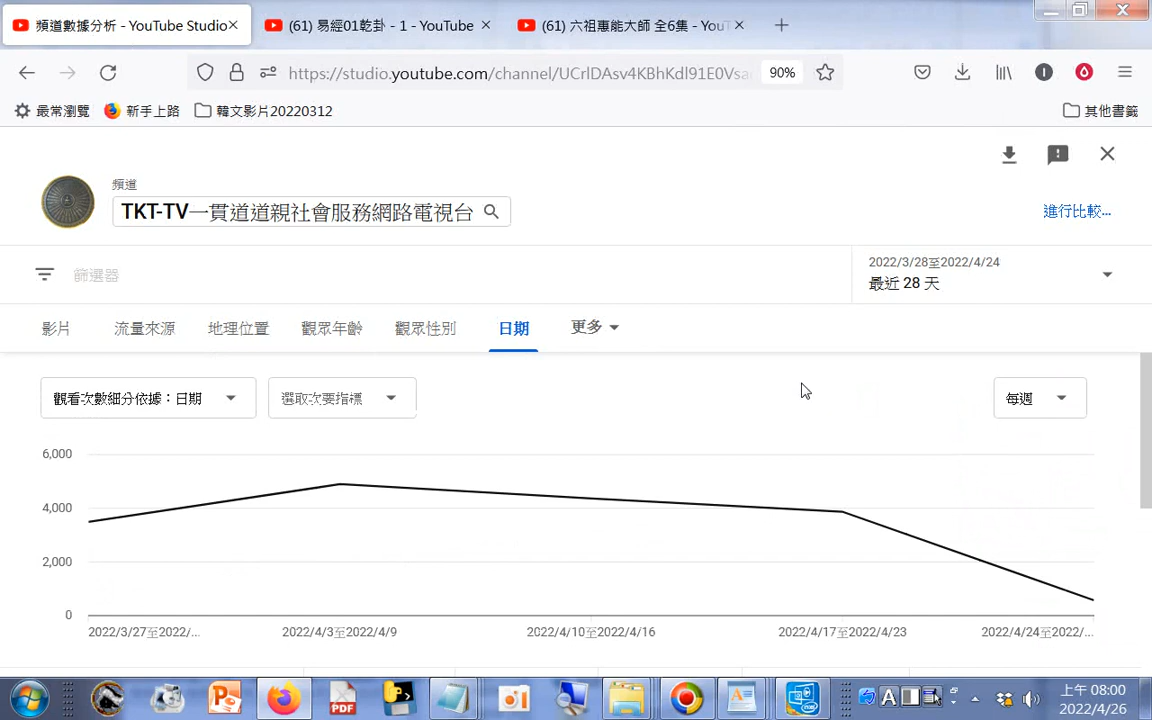 頻道數據分析 - YouTube Studio
(61) 易經01乾卦 - 1 - YouTube
(61) 六祖惠能大師 全6集 - YouT
https://studio.youtube.com/channel/UCrlDAsv4KBhKdl91E0Vsa
90%
最常瀏覽
新手上路
韓文影片20220312
其他書籤
頻道
TKT-TV一貫道道親社會服務網路電視台
進行比較...
篩選器
2022/3/28至2022/4/24
最近 28 天
影片
流量來源
地理位置
觀眾年齡
觀眾性別
日期
更多
觀看次數細分依據：日期
選取次要指標
每週
6,000
4,000
2,000
0
2022/3/27至2022/...
2022/4/3至2022/4/9
2022/4/10至2022/4/16
2022/4/17至2022/4/23
2022/4/24至2022/...
PDF
A
上午 08:00
2022/4/26